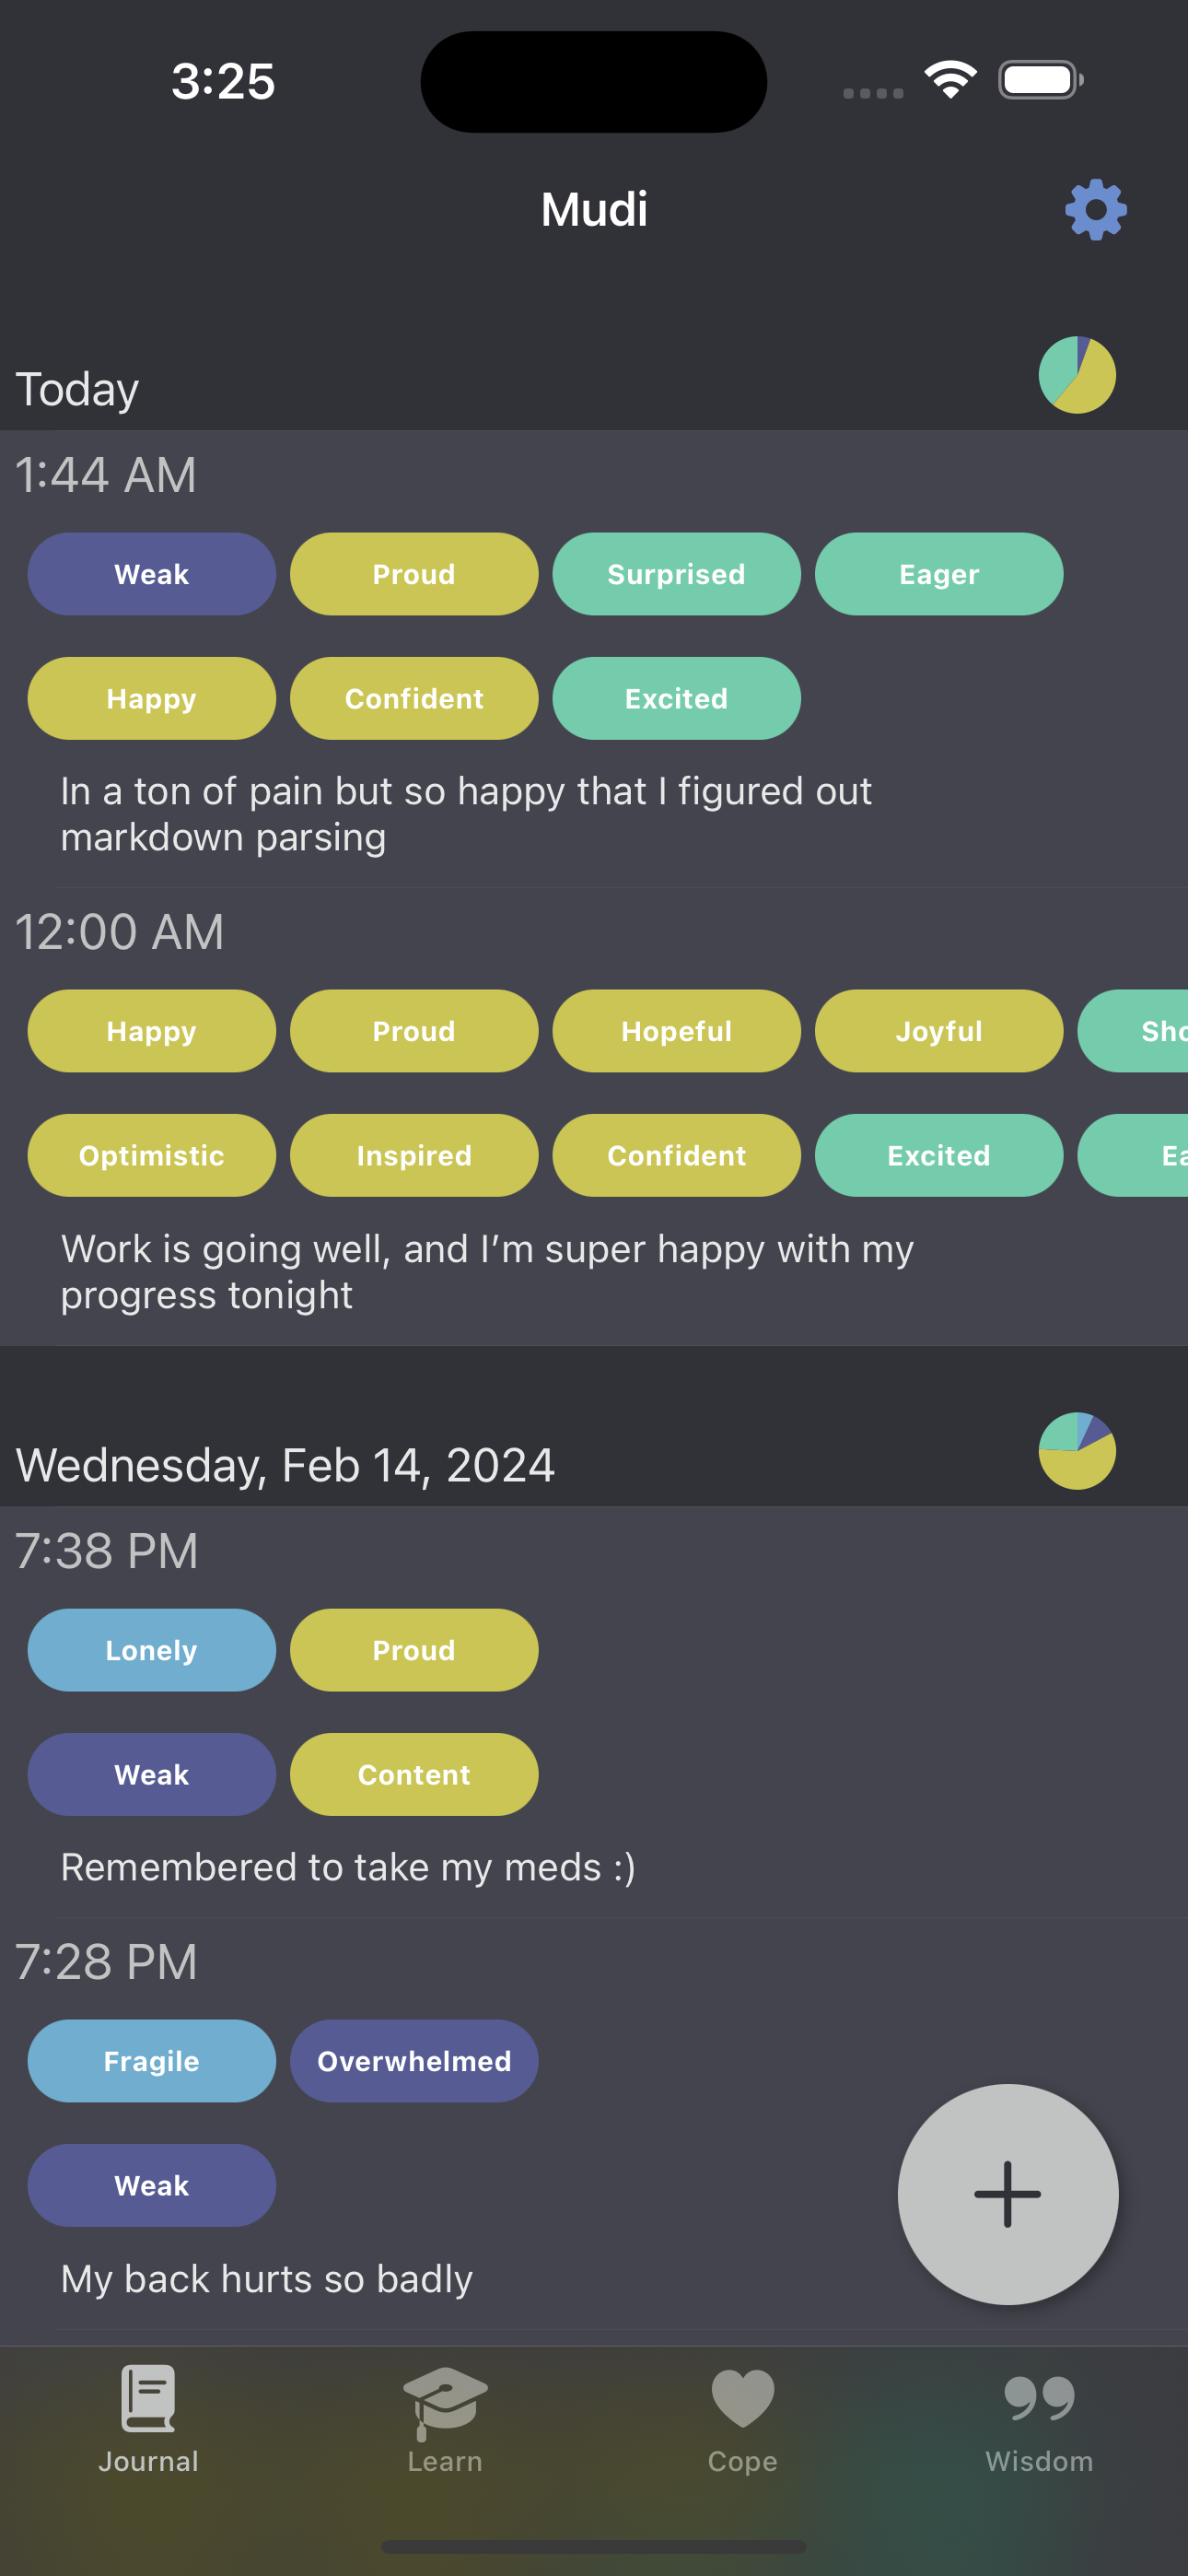 3:25
Mudi
Today
1:44 AM
Weak Proud Surprised Eager
Happy Confident Excited
In a ton of pain but so happy that I figured out
markdown parsing
12:00 AM
Happy Proud Hopeful Joyful Sho
Optimistic Inspired Confident Excited Ea
Work is going well, and I’m super happy with my
progress tonight
Wednesday, Feb 14, 2024
7:38 PM
Lonely Proud
Weak Content
Remembered to take my meds :)
7:28 PM
Fragile Overwhelmed
Weak
My back hurts so badly
Journal Learn Cope Wisdom